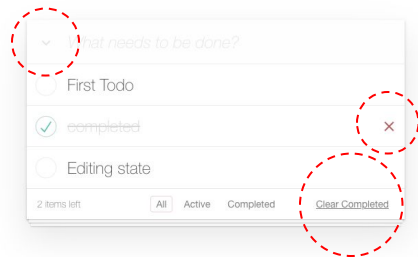 What needs to be done?
First Todo
completed
Editing state
2 items left All Active Completed Clear Completed